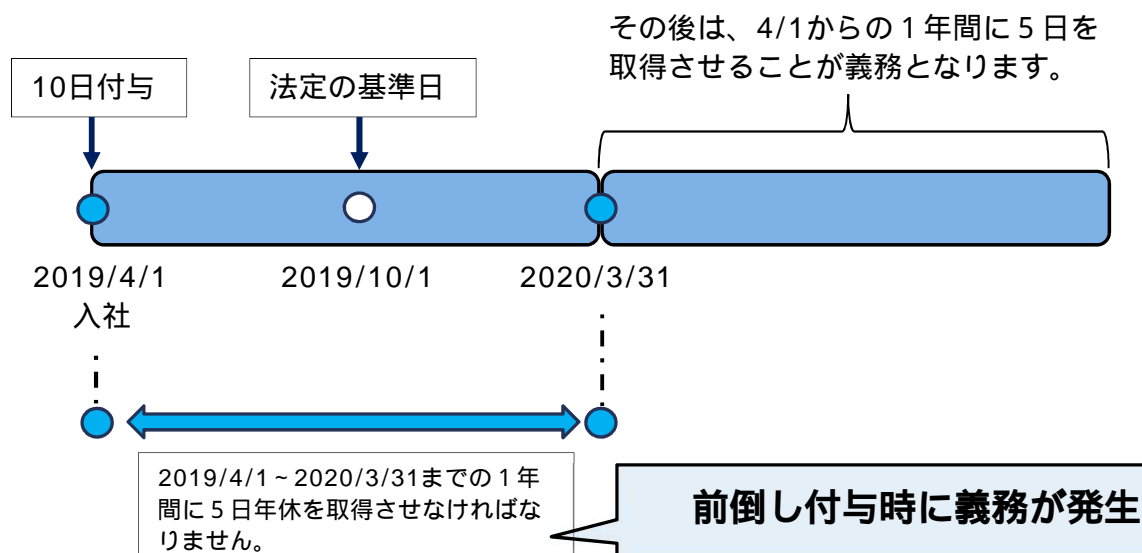 その後は、4/1からの１年間に５日を
取得させることが義務となります。
10日付与
法定の基準日
2019/4/1
入社
2019/10/1
2020/3/31
2019/4/1~2020/3/31までの１年
間に５日年休を取得させなければな
りません。
前倒し付与時に義務が発生